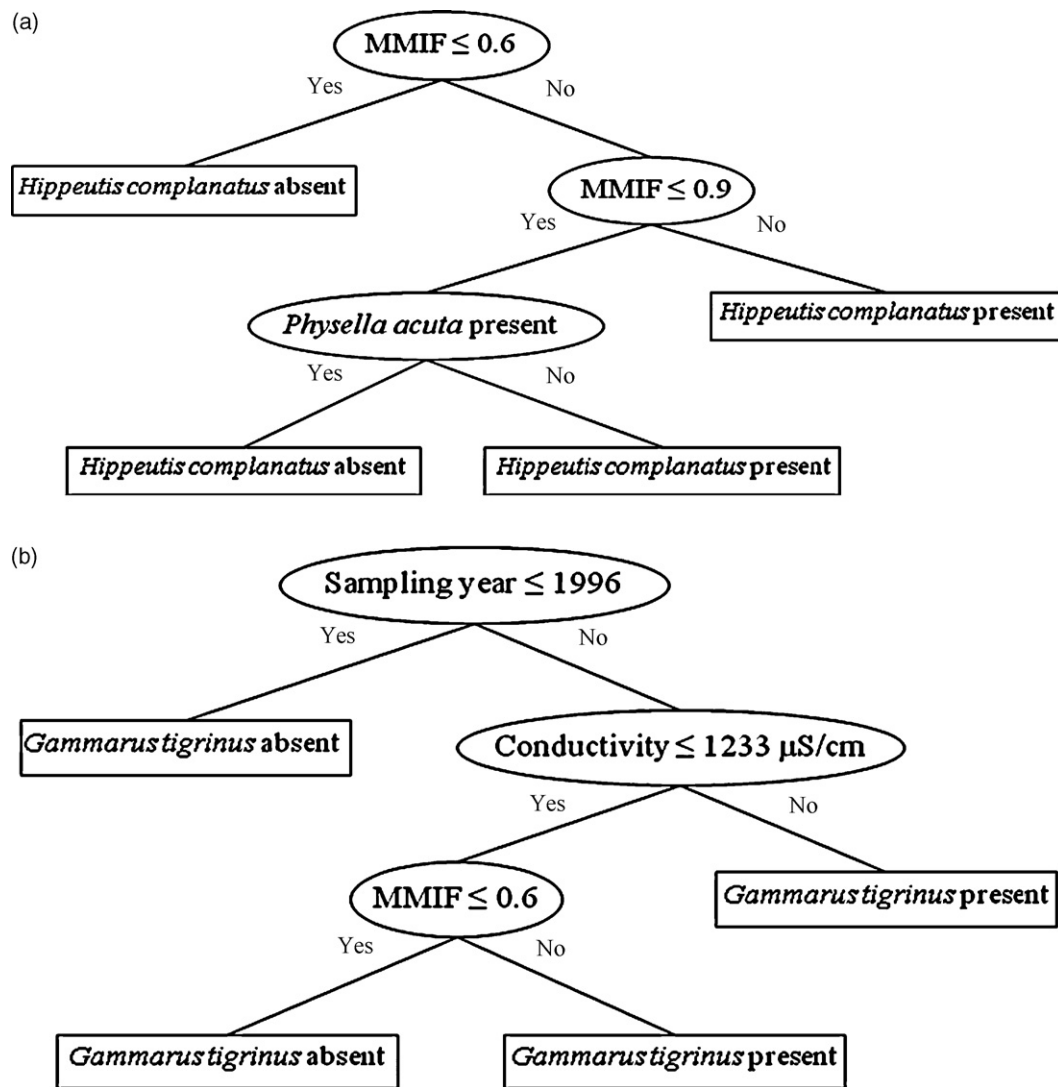 (a)
MMIF ≤ 0.6
Yes
No
Hippeutis complanatus absent
MMIF ≤ 0.9
Yes
No
Physella acuta present
Hippeutis complanatus present
Yes
No
Hippeutis complanatus absent
Hippeutis complanatus present
(b)
Sampling year ≤ 1996
Yes
No
Gammarus tigrinus absent
Conductivity ≤ 1233 µS/cm
Yes
No
MMIF ≤ 0.6
Gammarus tigrinus present
Yes
No
Gammarus tigrinus absent
Gammarus tigrinus present